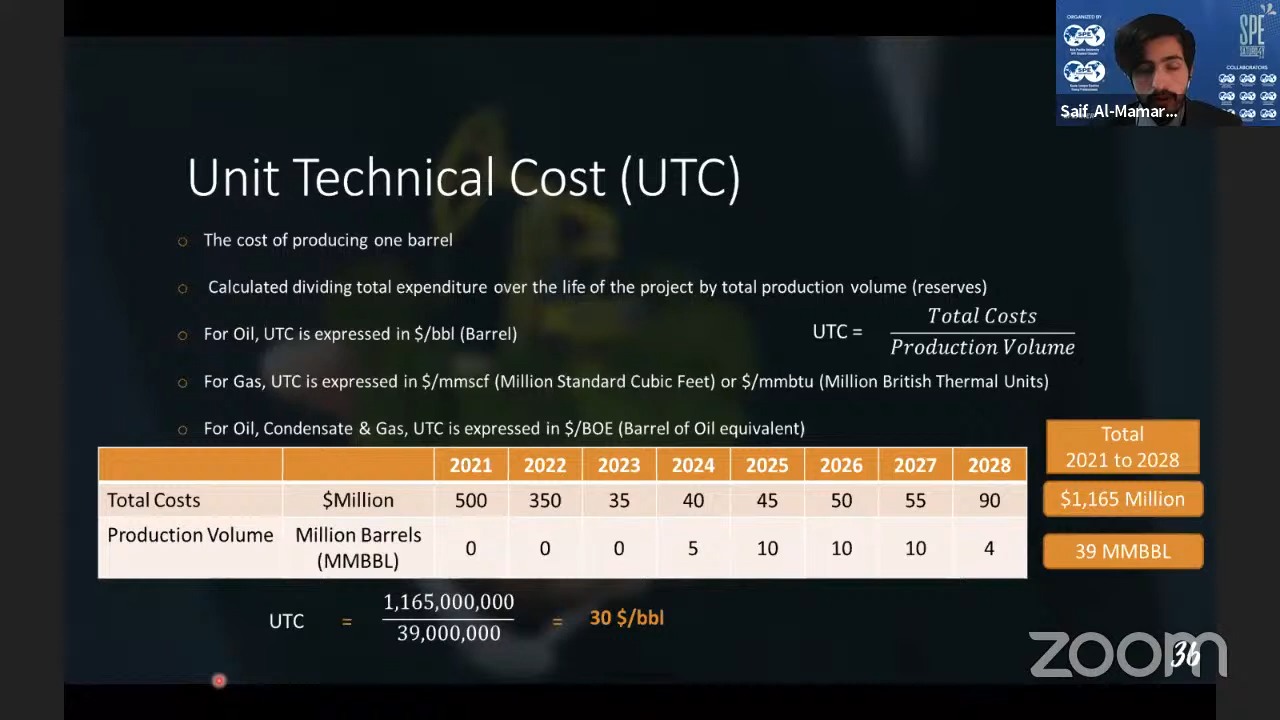 ORGANIZED BY
SPE
SPE
COLLABORATORS
Saif Al-Mamar...
Unit Technical Cost (UTC)
The cost of producing one barrel
Calculated dividing total expenditure over the life of the project by total production volume (reserves)
For Oil, UTC is expressed in $/bbl (Barrel)
UTC = Total Costs
Production Volume
For Gas, UTC is expressed in $/mmscf (Million Standard Cubic Feet) or $/mmbtu (Million British Thermal Units)
For Oil, Condensate & Gas, UTC is expressed in $/BOE (Barrel of Oil equivalent)
Total
2021 to 2028
2021 2022 2023 2024 2025 2026 2027 2028
Total Costs $Million 500 350 35 40 45 50 55 90 $1,165 Million
Production Volume Million Barrels (MMBBL) 0 0 0 5 10 10 10 4 39 MMBBL
UTC = 1,165,000,000
39,000,000
= 30 $/bbl
zoom
36